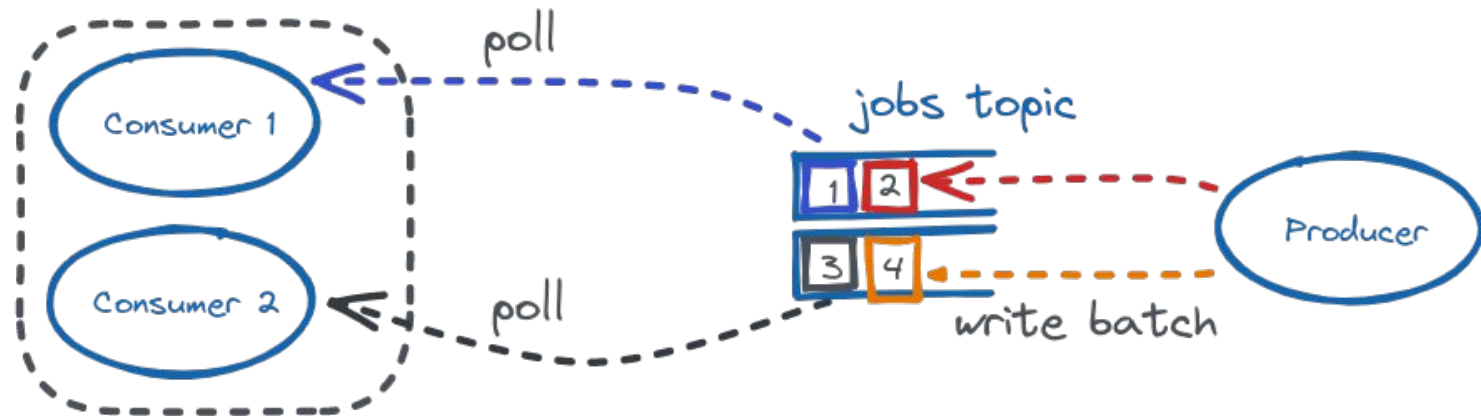 poll
jobs topic
Consumer 1
1 2
Producer
3 4
Consumer 2
poll
write batch